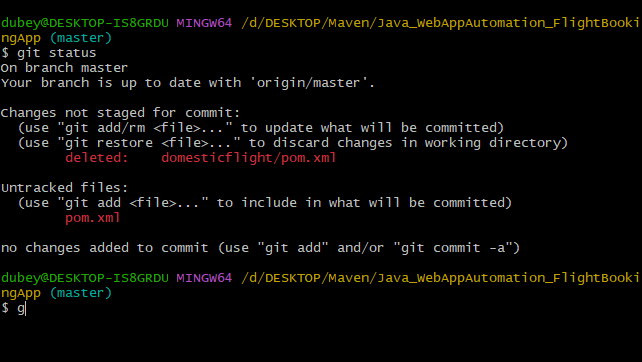 dubey@DESKTOP-IS8GRDU MINGW64 /d/DESKTOP/Maven/Java_WebAppAutomation_FlightBooki
ngApp (master)
$ git status
On branch master
Your branch is up to date with 'origin/master'.
Changes not staged for commit:
(use "git add/rm <file>..." to update what will be committed)
(use "git restore <file>..." to discard changes in working directory)
deleted: domesticflight/pom.xml
Untracked files:
(use "git add <file>..." to include in what will be committed)
pom.xml
no changes added to commit (use "git add" and/or "git commit -a")
dubey@DESKTOP-IS8GRDU MINGW64 /d/DESKTOP/Maven/Java_WebAppAutomation_FlightBooki
ngApp (master)
$ g